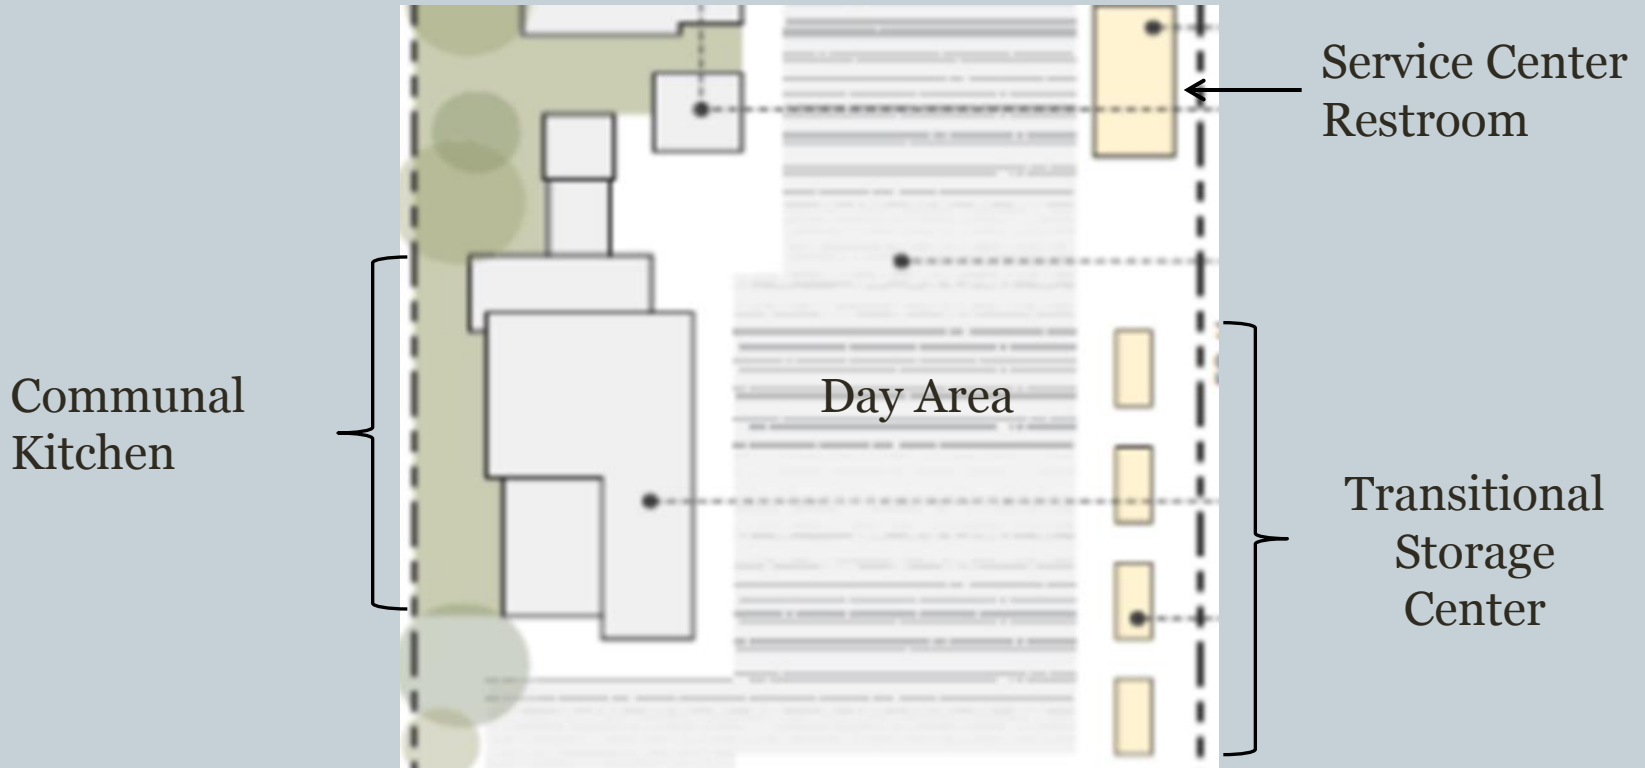 Service Center
Restroom
Communal
Kitchen
Day Area
Transitional
Storage
Center